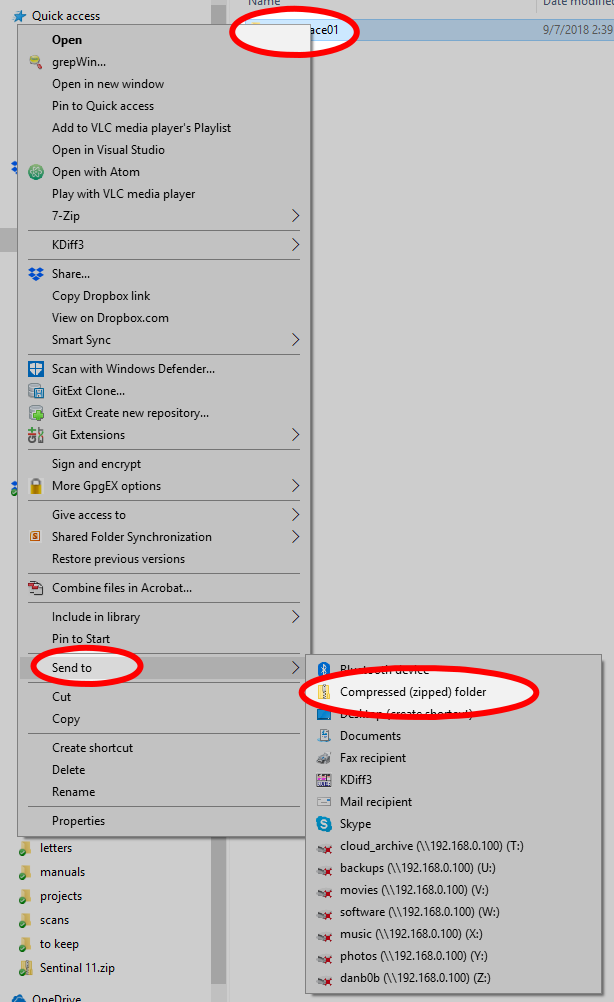 Quick access
Name
Date modified
ace01
9/7/2018 2:39
Open
grepWin...
Open in new window
Pin to Quick access
Add to VLC media player's Playlist
Open in Visual Studio
Open with Atom
Play with VLC media player
7-Zip
KDiff3
Share...
Copy Dropbox link
View on Dropbox.com
Smart Sync
Scan with Windows Defender...
GitExt Clone...
GitExt Create new repository...
Git Extensions
Sign and encrypt
More GpgEX options
Give access to
Shared Folder Synchronization
Restore previous versions
Combine files in Acrobat...
Include in library
Pin to Start
Send to
Cut
Copy
Create shortcut
Delete
Rename
Properties
Bluetooth device
Compressed (zipped) folder
Desktop (create shortcut)
Documents
Fax recipient
KDiff3
Mail recipient
Skype
cloud_archive (\\192.168.0.100) (T:)
backups (\\192.168.0.100) (U:)
movies (\\192.168.0.100) (V:)
software (\\192.168.0.100) (W:)
music (\\192.168.0.100) (X:)
photos (\\192.168.0.100) (Y:)
danb0b (\\192.168.0.100) (Z:)
letters
manuals
projects
scans
to keep
Sentinal 11.zip
OneDrive